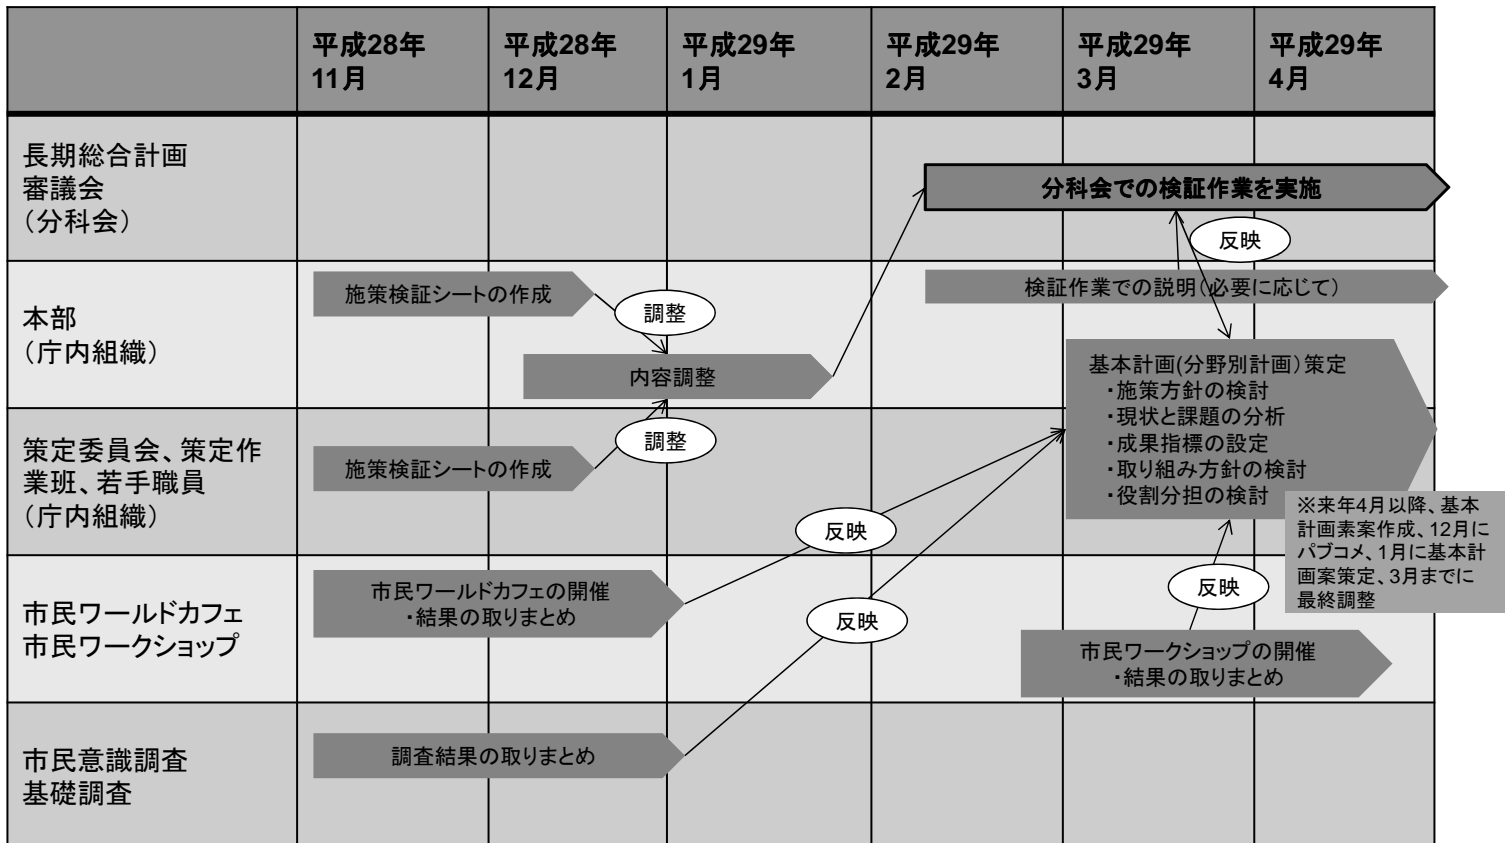 平成28年
11月
平成28年
12月
平成29年
1月
平成29年
2月
平成29年
3月
平成29年
4月
長期総合計画
審議会
（分科会）
分科会での検証作業を実施
反映
本部
（庁内組織）
施策検証シートの作成
調整
内容調整
検証作業での説明（必要に応じて）
基本計画(分野別計画）策定
・施策方針の検討
・現状と課題の分析
・成果指標の設定
・取り組み方針の検討
・役割分担の検討
策定委員会、策定作
業班、若手職員
（庁内組織）
施策検証シートの作成
調整
反映
※来年4月以降、基本
計画素案作成、12月に
パブコメ、1月に基本計
画案策定、3月までに
最終調整
市民ワールドカフェ
市民ワークショップ
市民ワールドカフェの開催
・結果の取りまとめ
反映
反映
市民ワークショップの開催
・結果の取りまとめ
市民意識調査
基礎調査
調査結果の取りまとめ